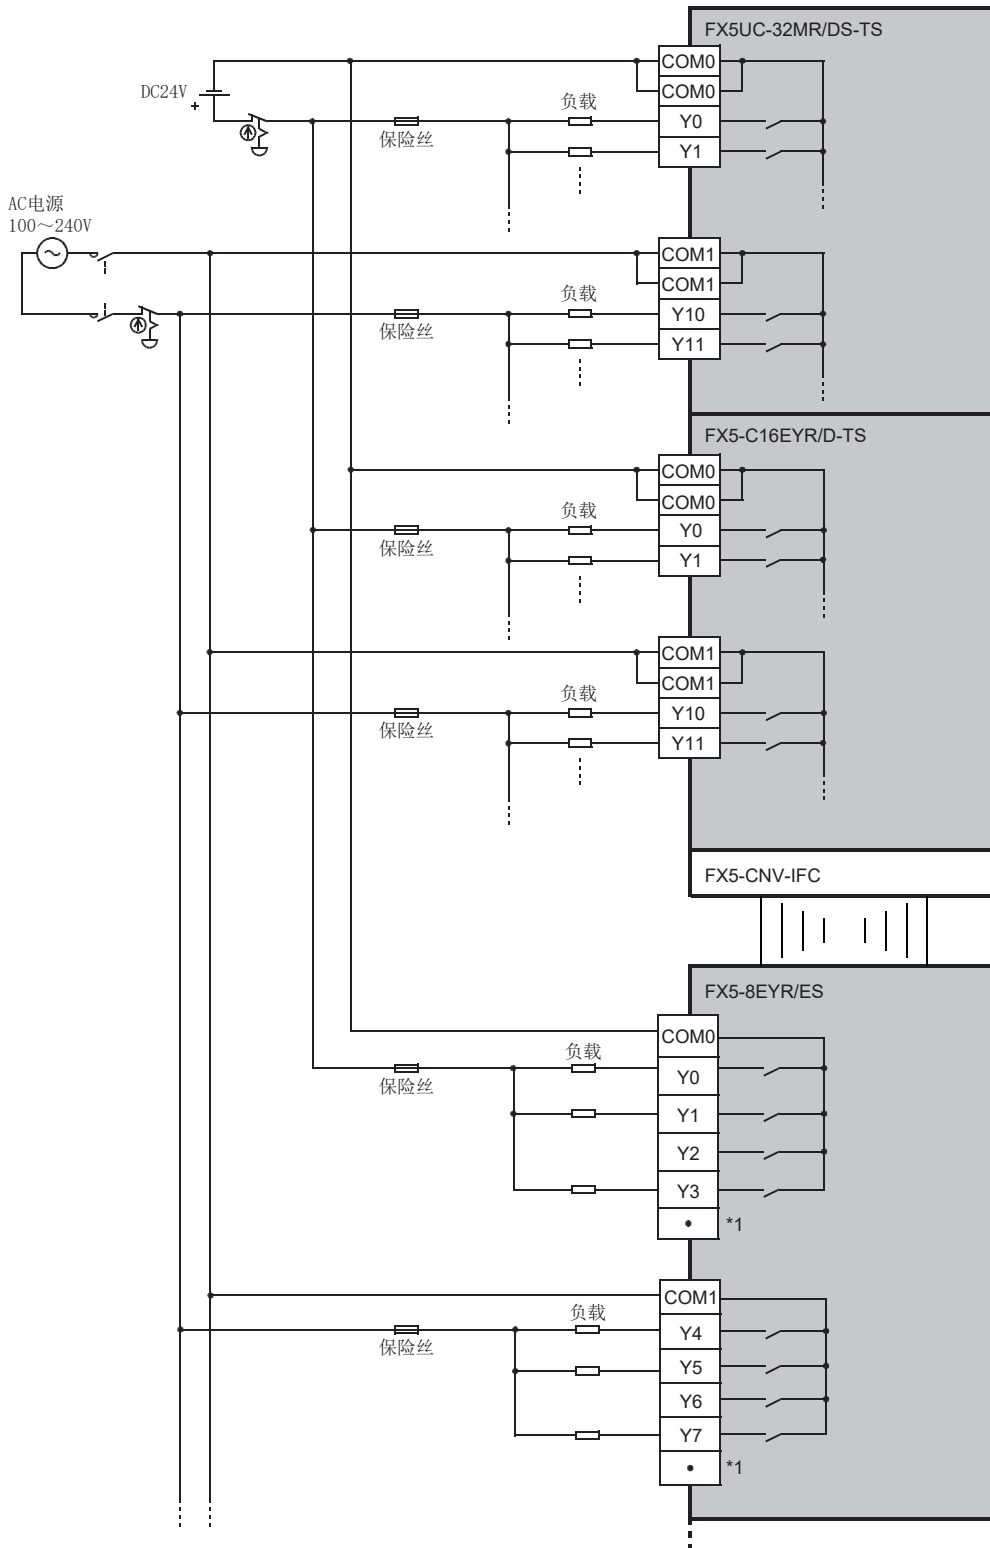 FX5UC-32MR/DS-TS
COM0
COM0
DC24V
+
负载
Y0
保险丝
Y1
AC电源
100～240V
COM1
COM1
负载
Y10
保险丝
Y11
FX5-C16EYR/D-TS
COM0
COM0
负载
Y0
保险丝
Y1
COM1
COM1
负载
Y10
保险丝
Y11
FX5-CNV-IFC
FX5-8EYR/ES
COM0
负载
Y0
保险丝
Y1
Y2
Y3
• *1
COM1
负载
Y4
保险丝
Y5
Y6
Y7
• *1